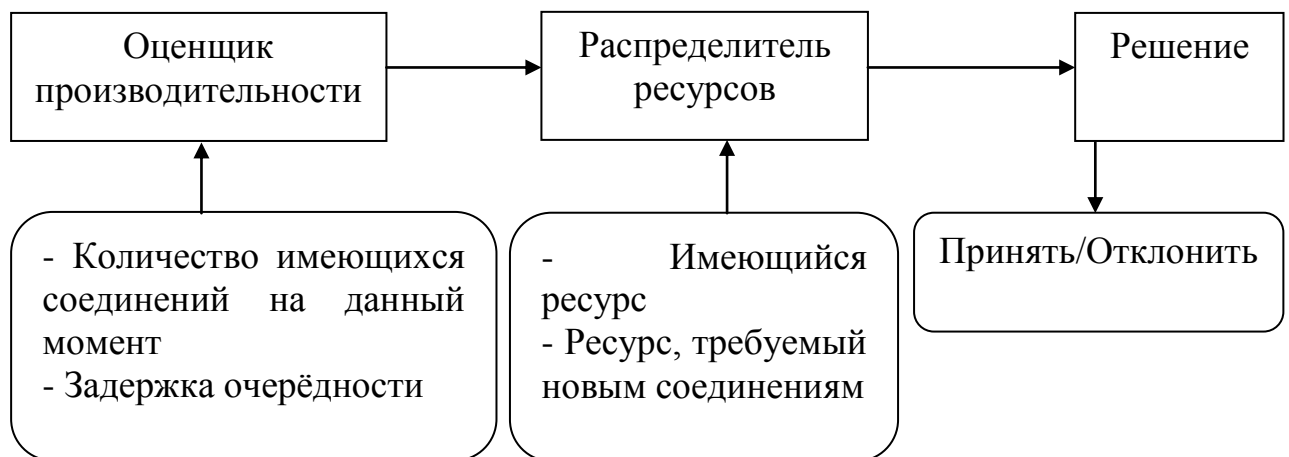 Оценщик
производительности
Распределитель
ресурсов
Решение
- Количество имеющихся
соединений на данный
момент
- Задержка очерёдности
- Имеющийся
ресурс
- Ресурс, требуемый
новым соединениям
Принять/Отклонить